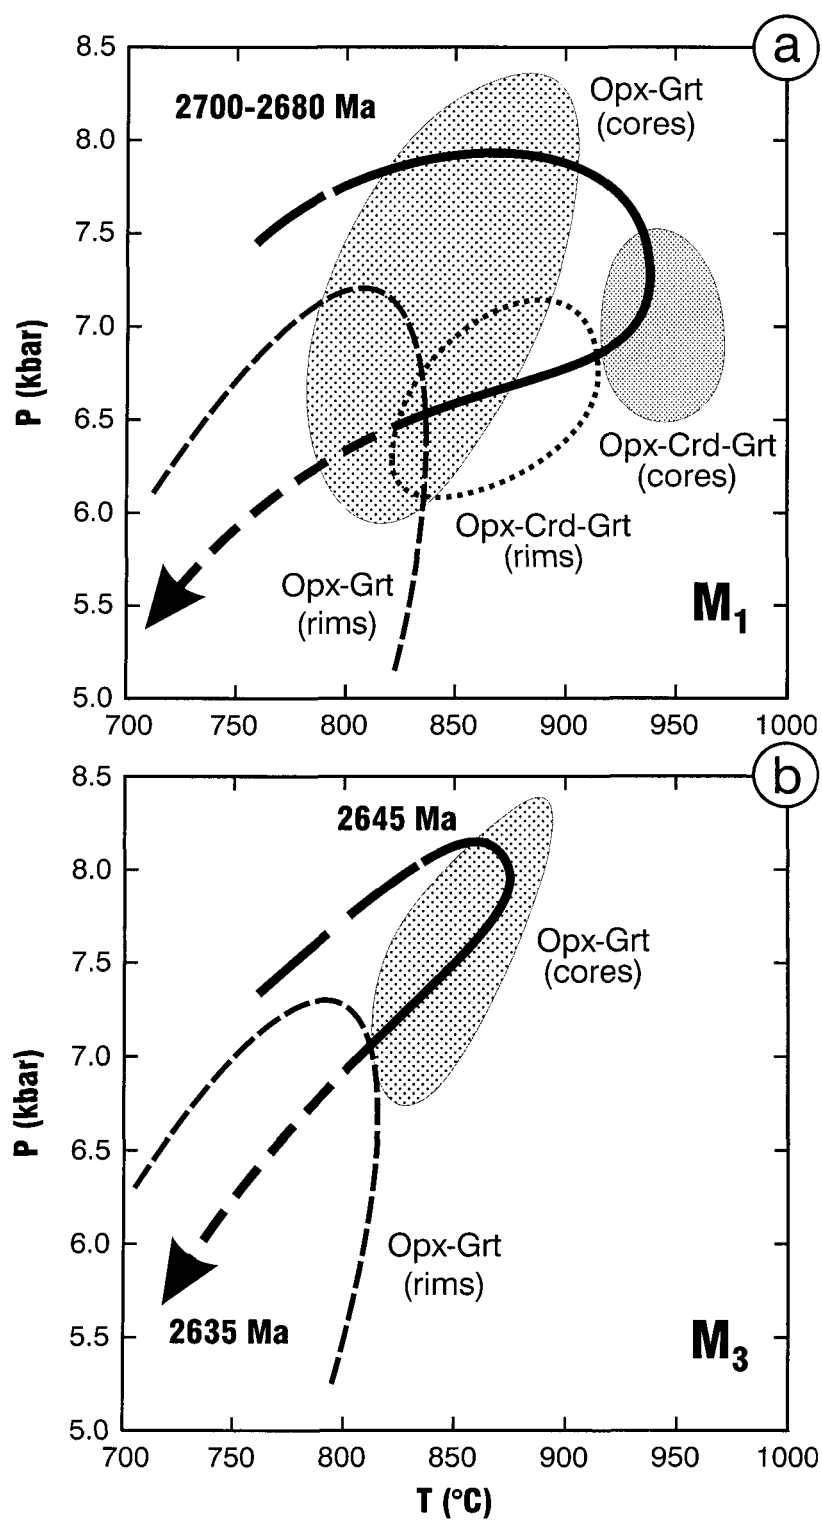 a
8.5
2700-2680 Ma
Opx-Grt
(cores)
8.0
7.5
7.0
P (kbar)
6.5
Opx-Crd-Grt
(cores)
6.0
Opx-Crd-Grt
(rims)
Opx-Grt
(rims)
5.5
M1
5.0
700 750 800 850 900 950 1000
b
8.5
2645 Ma
8.0
Opx-Grt
(cores)
7.5
7.0
P (kbar)
6.5
6.0
Opx-Grt
(rims)
2635 Ma
5.5
M3
5.0
700 750 800 850 900 950 1000
T (°C)